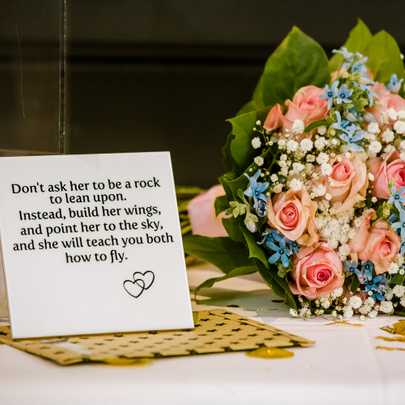 Don't ask her to be a rock
to lean upon.
Instead, build her wings,
and point her to the sky,
and she will teach you both
how to fly.